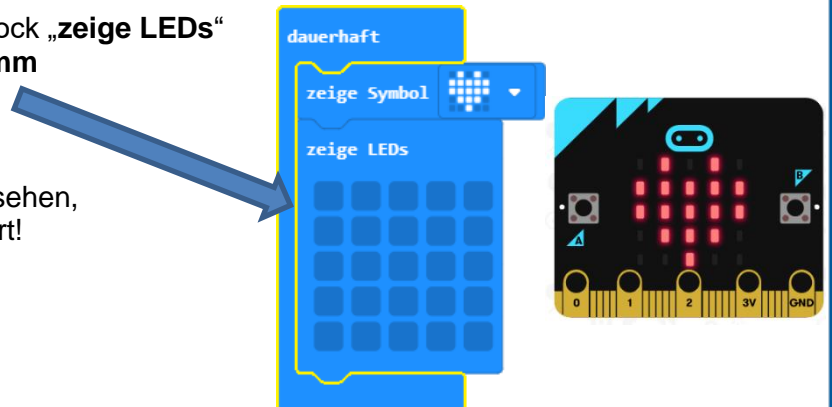 ock „zeige LEDs“
mm
sehen,
rt!
dauerhaft
zeige Symbol
zeige LEDs
B
A
0 1 2 3V GND